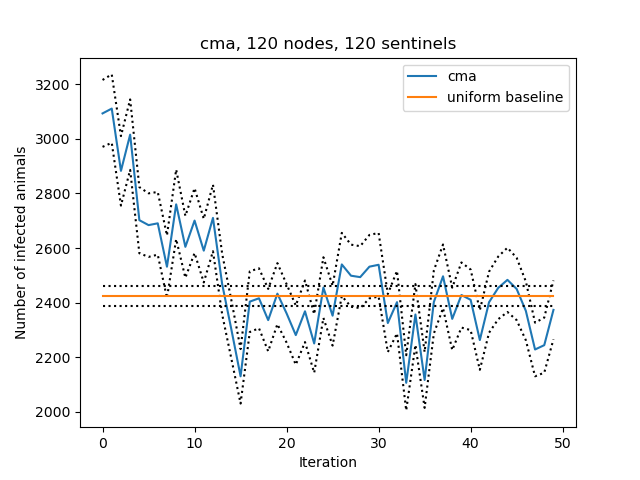 cma, 120 nodes, 120 sentinels
cma
uniform baseline
Number of infected animals
3200
3000
2800
2600
2400
2200
2000
0 10 20 30 40 50
Iteration